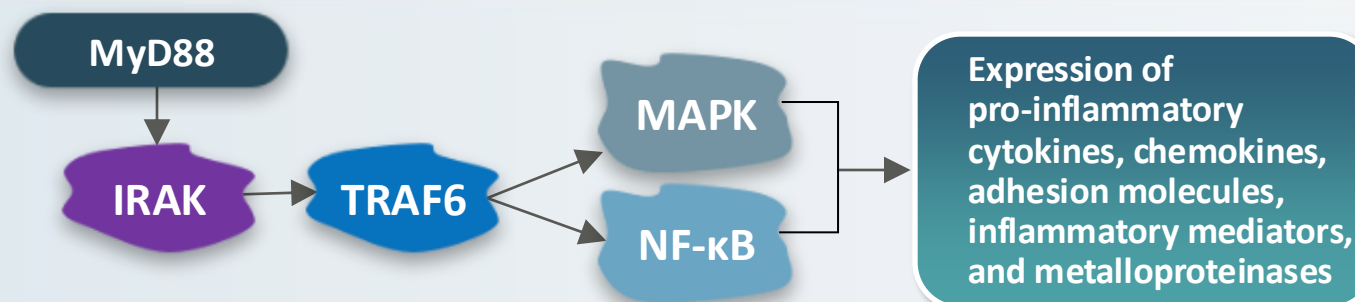 MyD88
IRAK
TRAF6
MAPK
NF-κB
Expression of
pro-inflammatory
cytokines, chemokines,
adhesion molecules,
inflammatory mediators,
and metalloproteinases